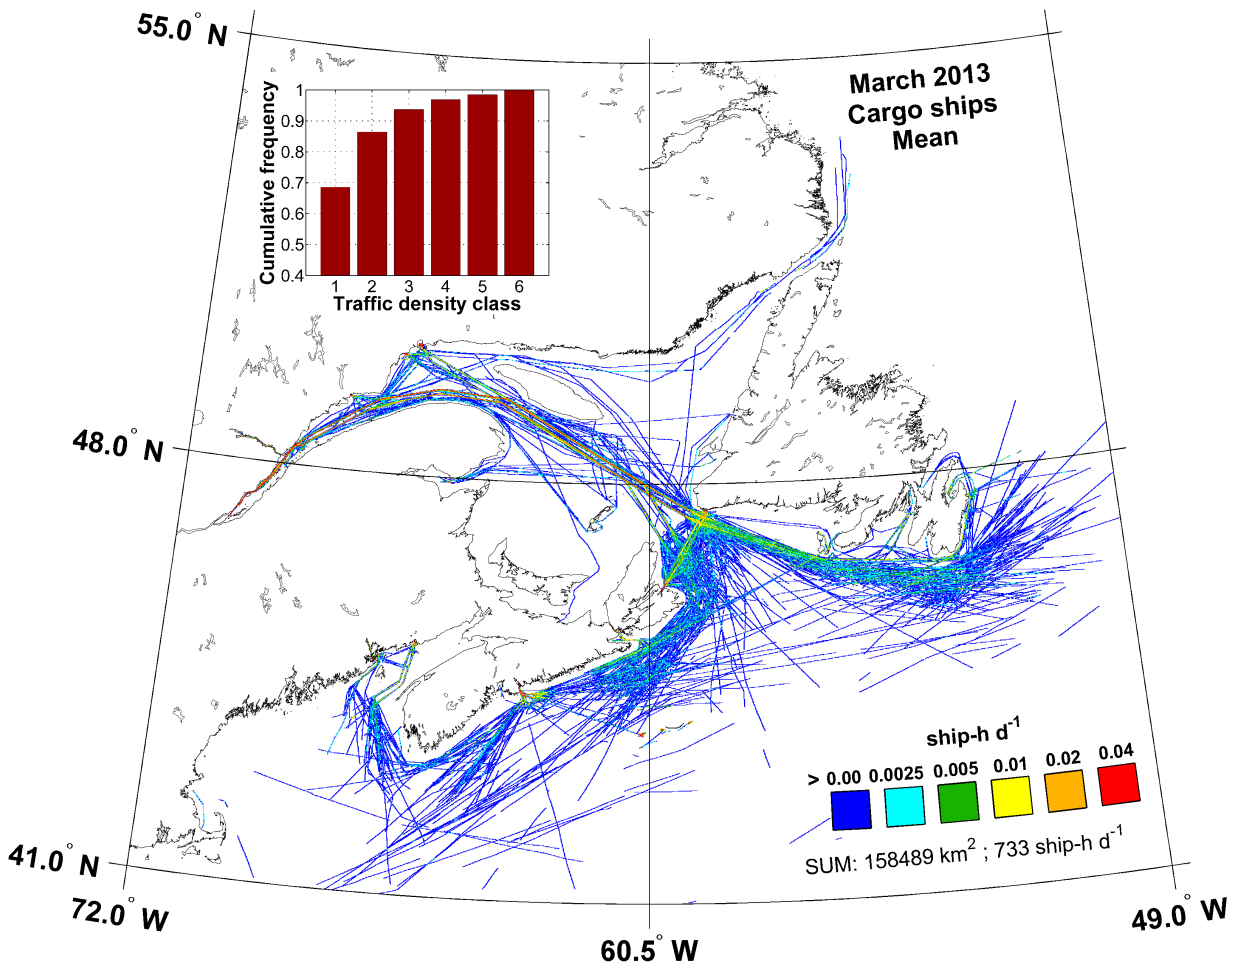 55.0° N
March 2013
Cargo ships
Mean
Cumulative frequency
1
0.9
0.8
0.7
0.6
0.5
0.4
1 2 3 4 5 6
Traffic density class
48.0° N
ship-h d⁻¹
> 0.00 0.0025 0.005 0.01 0.02 0.04
SUM: 158489 km² ; 733 ship-h d⁻¹
41.0° N
72.0° W
60.5° W
49.0° W